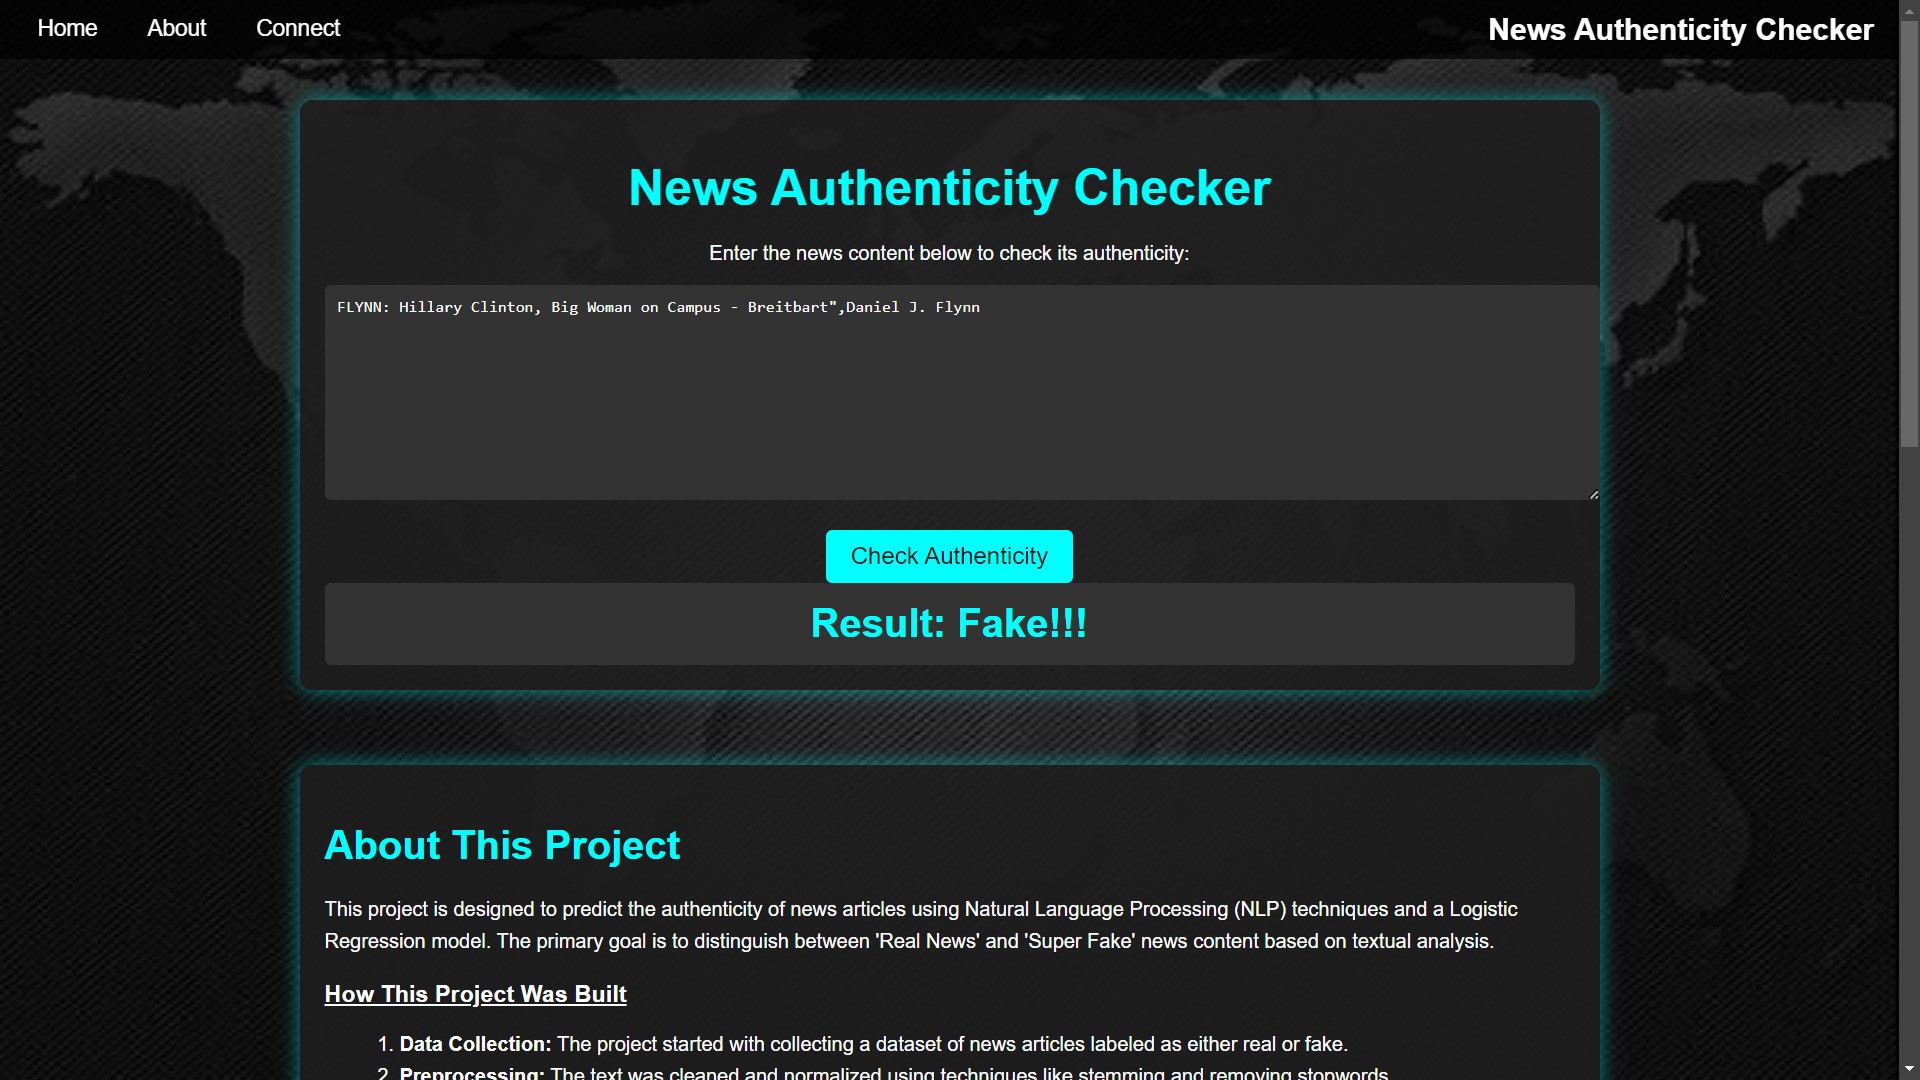 Home About Connect News Authenticity Checker
News Authenticity Checker
Enter the news content below to check its authenticity:
FLYNN: Hillary Clinton, Big Woman on Campus - Breitbart",Daniel J. Flynn
Check Authenticity
Result: Fake!!!
About This Project
This project is designed to predict the authenticity of news articles using Natural Language Processing (NLP) techniques and a Logistic
Regression model. The primary goal is to distinguish between 'Real News' and 'Super Fake' news content based on textual analysis.
How This Project Was Built
1. Data Collection: The project started with collecting a dataset of news articles labeled as either real or fake.
2. Preprocessing: The text was cleaned and normalized using techniques like stemming and removing stopwords.